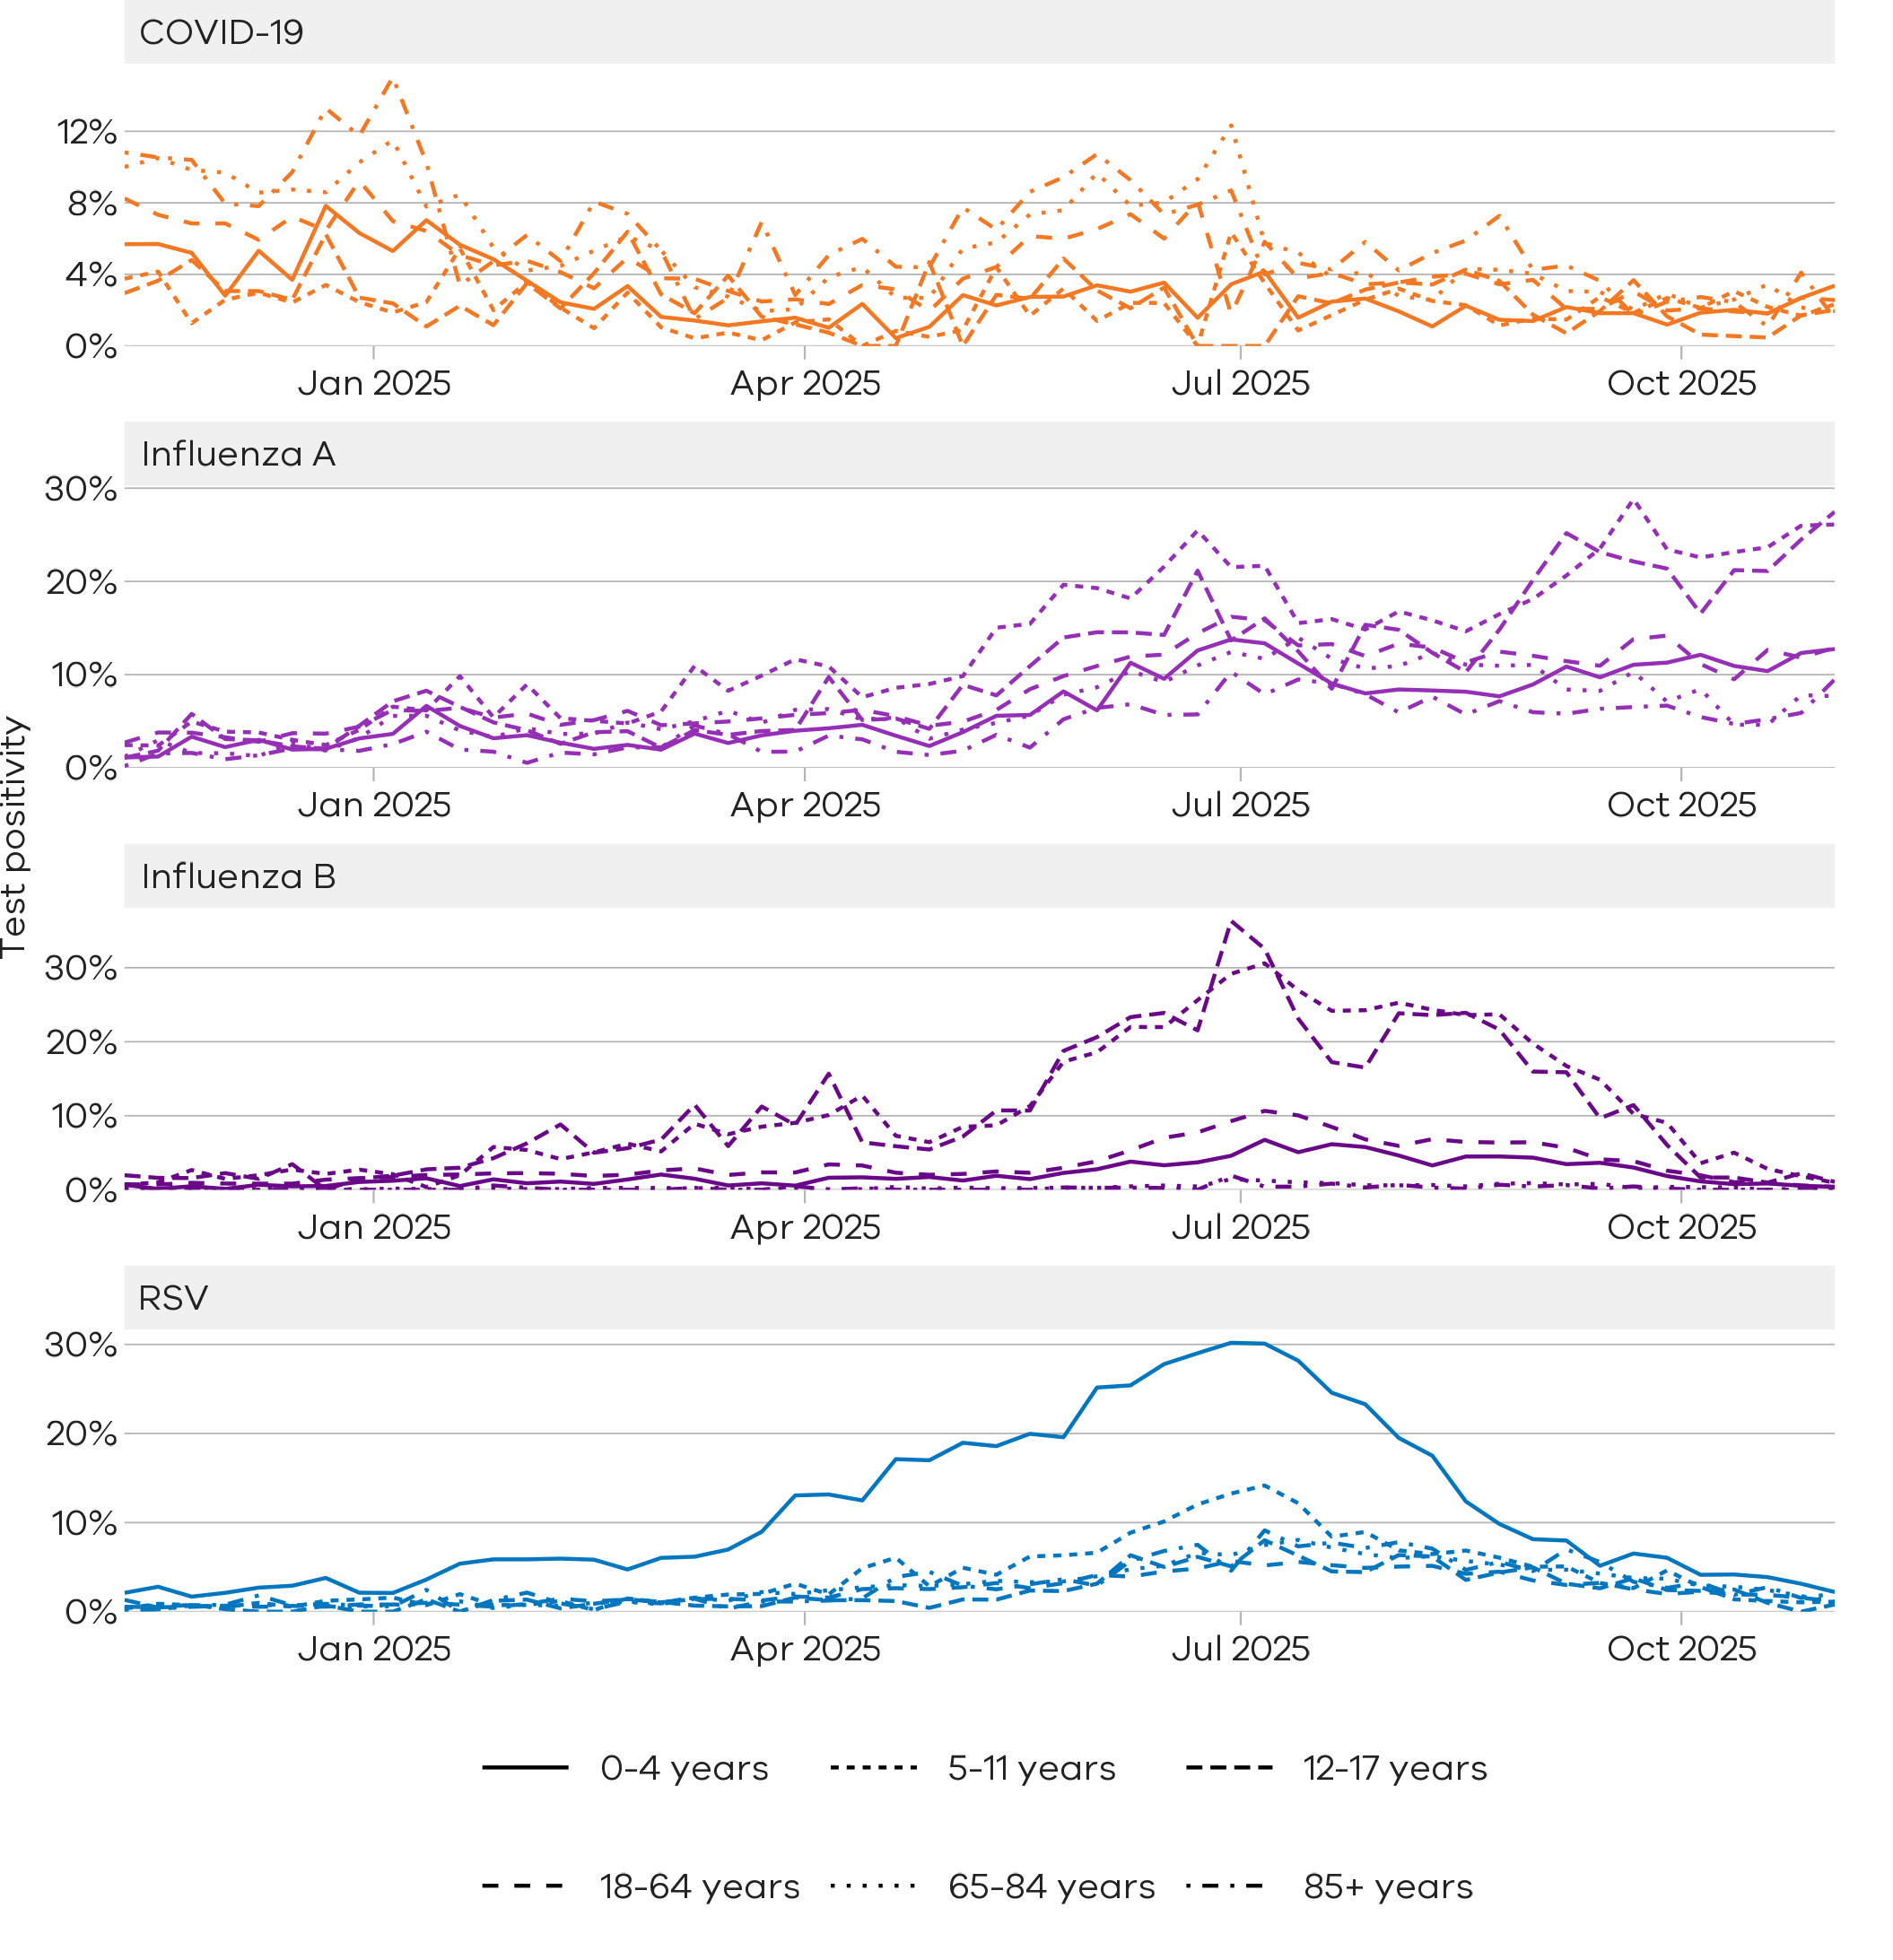 COVID-19
12%
8%
4%
0%
Jan 2025 Apr 2025 Jul 2025 Oct 2025
Influenza A
30%
20%
10%
0%
Jan 2025 Apr 2025 Jul 2025 Oct 2025
Test positivity
Influenza B
30%
20%
10%
0%
Jan 2025 Apr 2025 Jul 2025 Oct 2025
RSV
30%
20%
10%
0%
Jan 2025 Apr 2025 Jul 2025 Oct 2025
0-4 years 5-11 years 12-17 years
18-64 years 65-84 years 85+ years